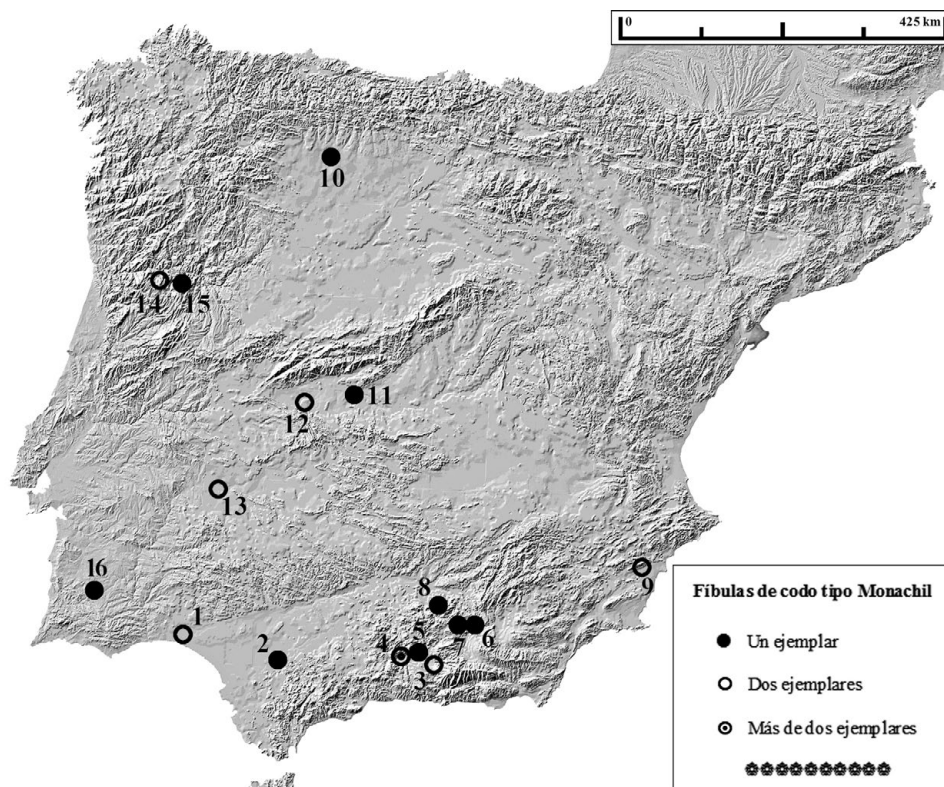 0 425 km
10
14 15
11
12
13
16
1
2
8
9
4 5 7 6
3
Fíbulas de codo tipo Monachil
Un ejemplar
Dos ejemplares
Más de dos ejemplares